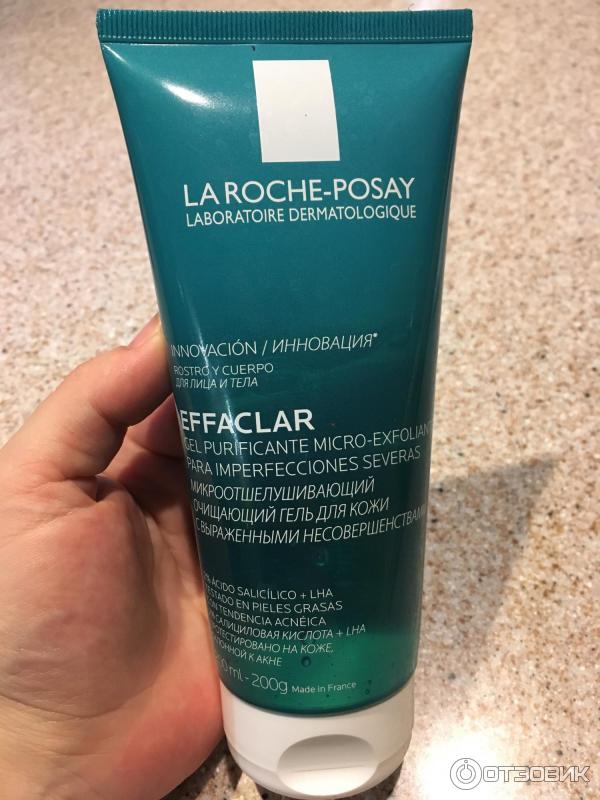 LA ROCHE-POSAY
LABORATOIRE DERMATOLOGIQUE
INNOVACIÓN / ИННОВАЦИЯ*
ROSTRO Y CUERPO
ДЛЯ ЛИЦА И ТЕЛА
EFFACLAR
GEL PURIFICANTE MICRO-EXFOLIANT
PARA IMPERFECCIONES SEVERAS
МИКРООТШЕЛУШИВАЮЩИЙ
ОЧИЩАЮЩИЙ ГЕЛЬ ДЛЯ КОЖИ
С ВЫРАЖЕННЫМИ НЕСОВЕРШЕНСТВАМИ
ÁCIDO SALICÍLICO + LHA
TESTADO EN PIELES GRASAS
CON TENDENCIA ACNÉICA
САЛИЦИЛОВАЯ КИСЛОТА + LHA
НА КОЖЕ,
К АКНЕ
ml - 200g Made in France
ОТЗОВИК